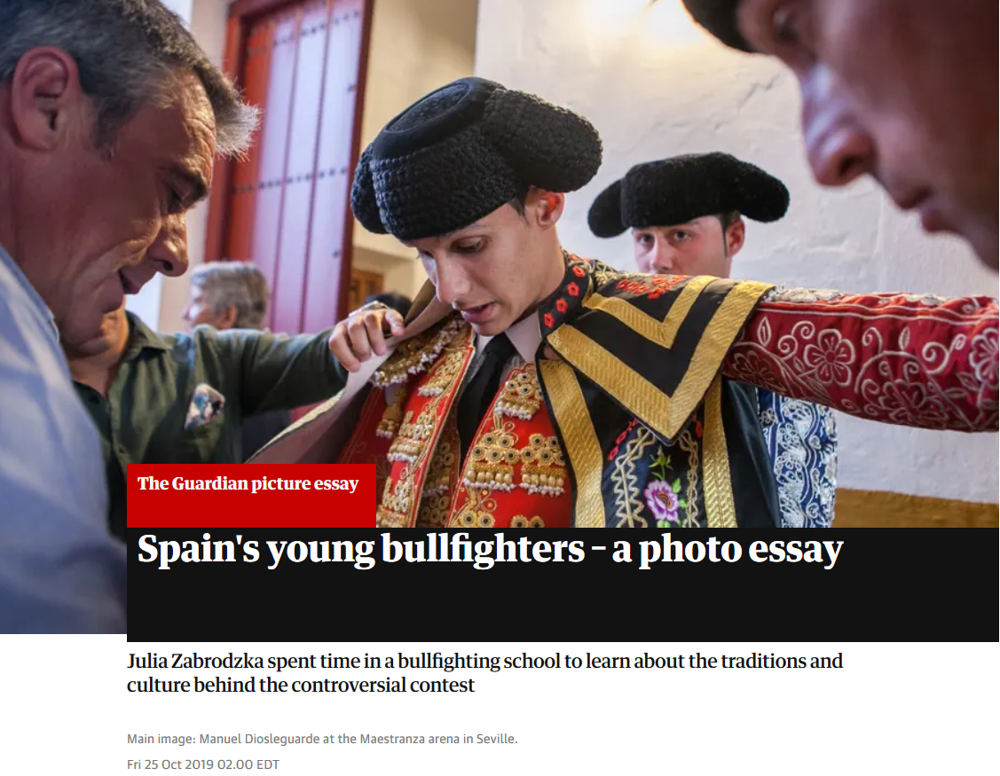 The Guardian picture essay
Spain's young bullfighters – a photo essay
Julia Zabrodzka spent time in a bullfighting school to learn about the traditions and
culture behind the controversial contest
Main image: Manuel Diosleguarde at the Maestranza arena in Seville.
Fri 25 Oct 2019 02.00 EDT